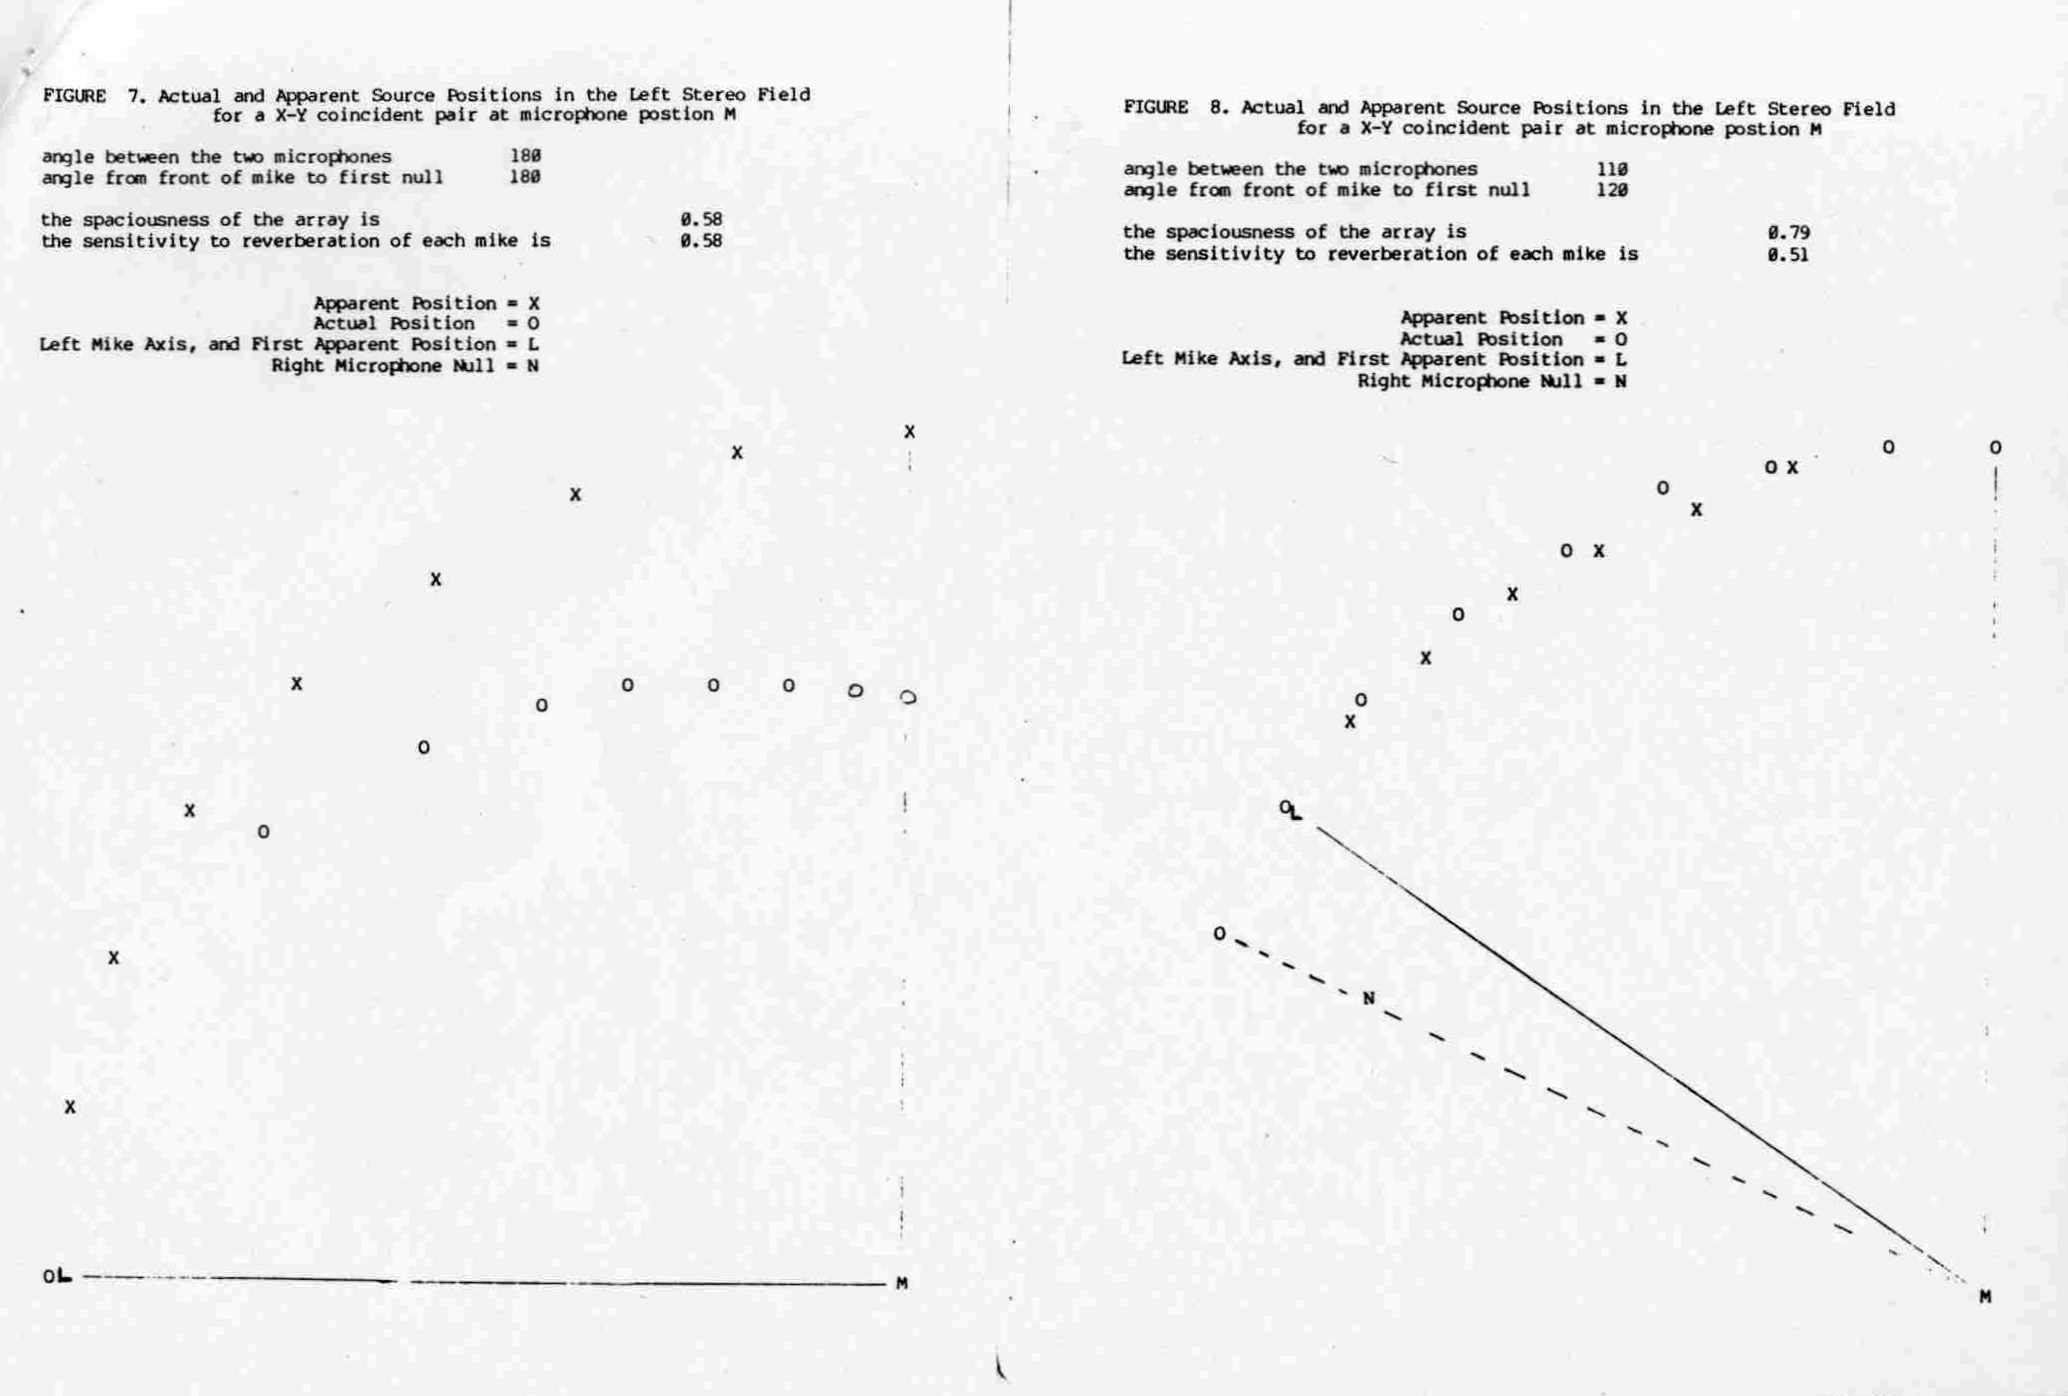 FIGURE 7. Actual and Apparent Source Positions in the Left Stereo Field
for a X-Y coincident pair at microphone postion M
angle between the two microphones 180
angle from front of mike to first null 180
the spaciousness of the array is 0.58
the sensitivity to reverberation of each mike is 0.58
Apparent Position = X
Actual Position = O
Left Mike Axis, and First Apparent Position = L
Right Microphone Null = N
X
X
X
X
X
O O O O O
O
O
X
O
X
X
OL M
FIGURE 8. Actual and Apparent Source Positions in the Left Stereo Field
for a X-Y coincident pair at microphone postion M
angle between the two microphones 110
angle from front of mike to first null 120
the spaciousness of the array is 0.79
the sensitivity to reverberation of each mike is 0.51
Apparent Position = X
Actual Position = O
Left Mike Axis, and First Apparent Position = L
Right Microphone Null = N
O O
O X
O
X
O X
X
O
X
O
X
OL
O
N
M